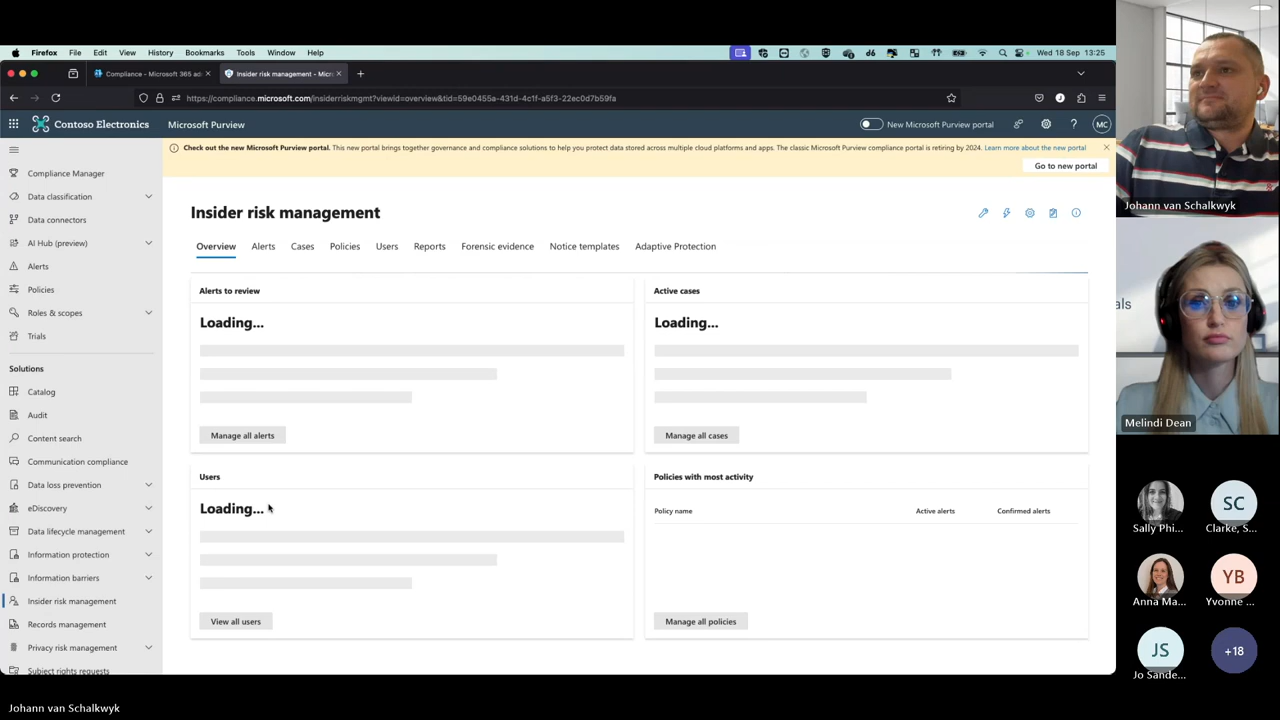 Firefox File Edit View History Bookmarks Tools Window Help
Wed 18 Sep 13:25
Compliance - Microsoft 365 ad
Insider risk management - Micr
https://compliance.microsoft.com/insiderriskmgmt?viewid=overview&tid=59e0455a-431d-4c1f-a5f3-22ec0d7b59fa
Contoso Electronics
Microsoft Purview
New Microsoft Purview portal
MC
Check out the new Microsoft Purview portal. This new portal brings together governance and compliance solutions to help you protect data stored across multiple cloud platforms and apps. The classic Microsoft Purview compliance portal is retiring by 2024. Learn more about the new portal
Go to new portal
Compliance Manager
Data classification
Data connectors
AI Hub (preview)
Alerts
Policies
Roles & scopes
Trials
Solutions
Catalog
Audit
Content search
Communication compliance
Data loss prevention
eDiscovery
Data lifecycle management
Information protection
Information barriers
Insider risk management
Records management
Privacy risk management
Subject rights requests
Insider risk management
Overview Alerts Cases Policies Users Reports Forensic evidence Notice templates Adaptive Protection
Alerts to review
Loading...
Manage all alerts
Active cases
Loading...
Manage all cases
Users
Loading...
View all users
Policies with most activity
Policy name Active alerts Confirmed alerts
Manage all policies
Johann van Schalkwyk
Melindi Dean
Sally Phi...
SC
Clarke, S...
Anna Ma...
YB
Yvonne ...
JS
Jo Sande...
+18
Johann van Schalkwyk